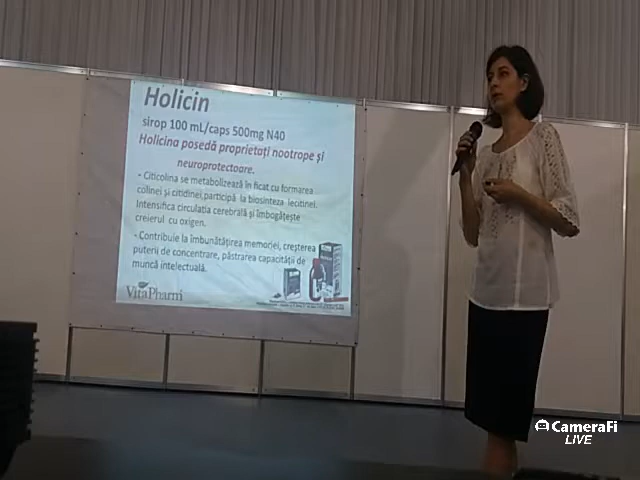 Holicin
sirop 100 mL/caps 500mg N40
Holicina posedă proprietați nootrope și
neuroprotectoare.
- Citicolina se metabolizează în ficat cu formarea
colinei și citidinei,participă la biosinteza lecitinei.
Intensifica circulația cerebrală și îmbogățește
creierul cu oxigen.
- Contribuie la îmbunătățirea memoriei, creșterea
puterii de concentrare, păstrarea capacității de
muncă intelectuală.
VitaPharm
CameraFi
LIVE